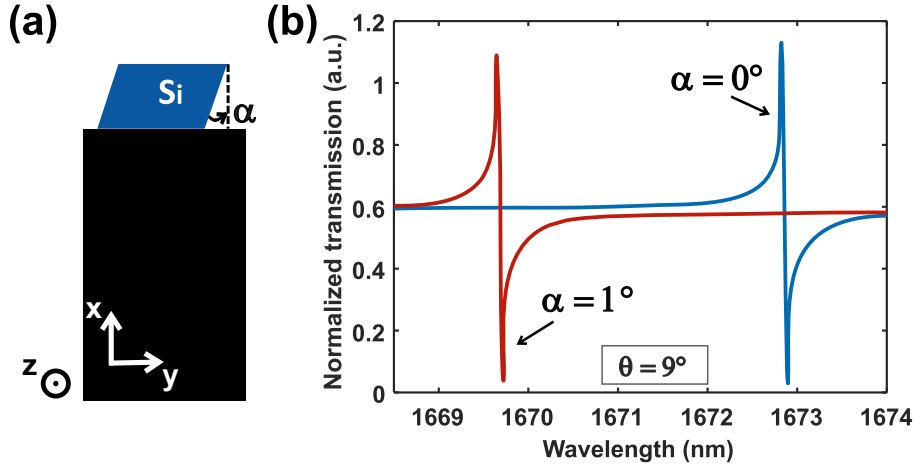 (a)
Si
α
x
y
z
(b)
Normalized transmission (a.u.)
1.2
1
0.8
0.6
0.4
0.2
0
α = 0°
α = 1°
θ = 9°
1669 1670 1671 1672 1673 1674
Wavelength (nm)